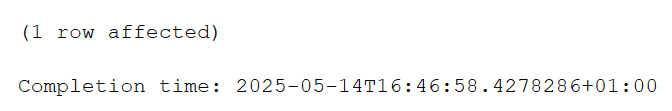 (1 row affected)
Completion time: 2025-05-14T16:46:58.4278286+01:00